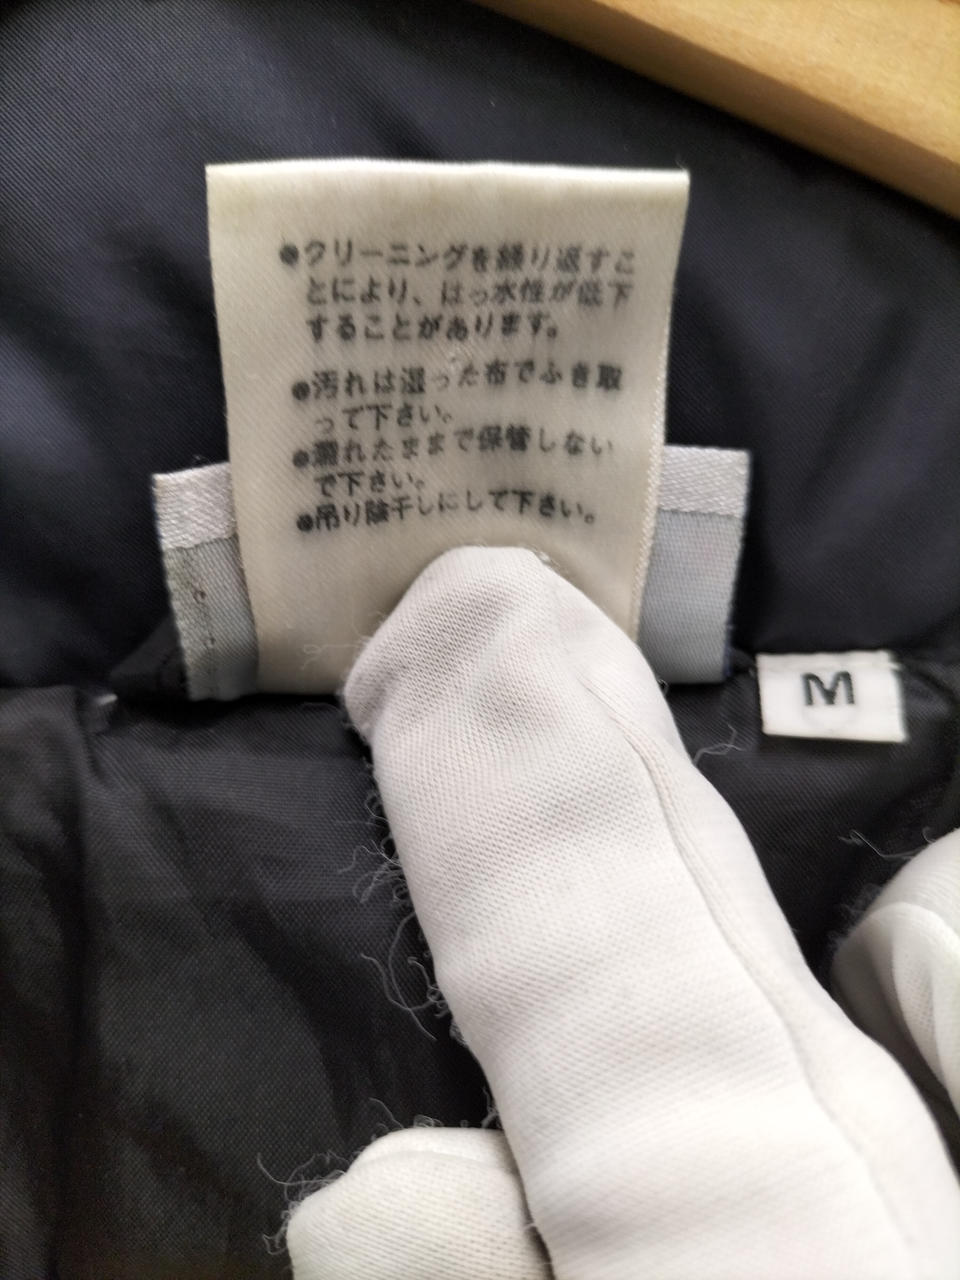 ●クリーニングを繰り返すこ
とにより、はっ水性が低下
することがあります。
●汚れは湿った布でふき取
って下さい。
●濡れたままで保管しない
で下さい。
●吊り陰干しにして下さい。
M